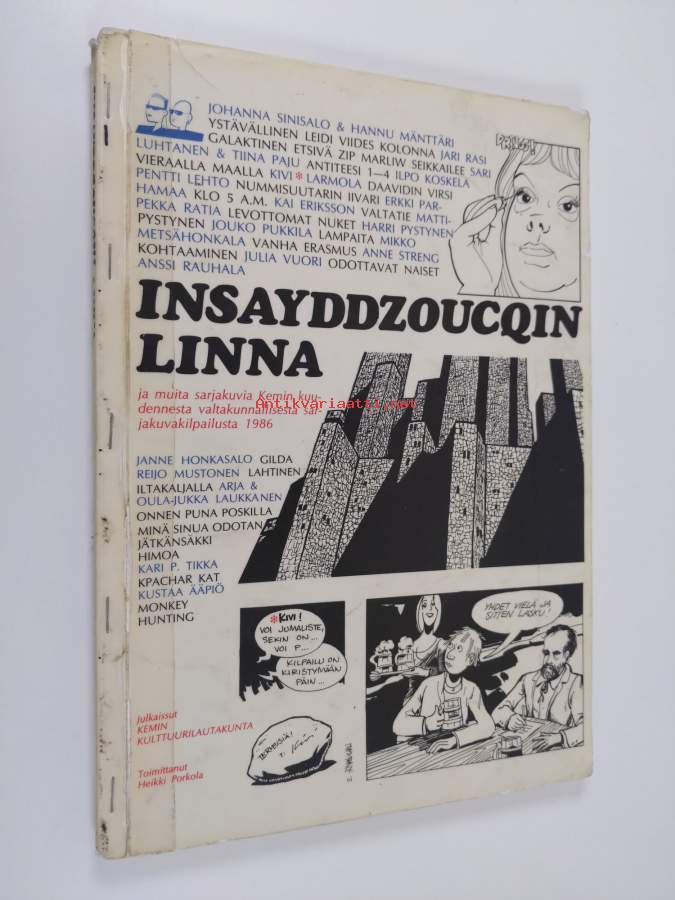 JOHANNA SINISALO & HANNU MÄNTTÄRI
YSTÄVÄLLINEN LEIDI VIIDES KOLONNA JARI RASI
GALAKTINEN ETSIVÄ ZIP MARLIW SEIKKAILEE SARI
LUHTANEN & TIINA PAJU ANTITEESI 1—4 ILPO KOSKELA
VIERAALLA MAALLA KIVI * LARMOLA DAAVIDIN VIRSI
PENTTI LEHTO NUMMISUUTARIN IIVARI ERKKI PAR-
HAMAA KLO 5 A.M. KAI ERIKSSON VALTATIE MATTI-
PEKKA RATIA LEVOTTOMAT NUKET HARRI PYSTYNEN
PYSTYNEN JOUKO PUKKILA LAMPAITA MIKKO
METSÄHONKALA VANHA ERASMUS ANNE STRENG
KOHTAAMINEN JULIA VUORI ODOTTAVAT NAISET
ANSSI RAUHALA
INSAYDDZOUCQIN
LINNA
ja muita sarjakuvia Kemin kuu-
dennesta valtakunnallisesta sar-
jakuvakilpailusta 1986
antikvariaatti.net
JANNE HONKASALO GILDA
REIJO MUSTONEN LAHTINEN
ILTAKALJALLA ARJA &
OULA-JUKKA LAUKKANEN
ONNEN PUNA POSKILLA
MINÄ SINUA ODOTAN
JÄTKÄNSÄKKI
HIMOA
KARI P. TIKKA
KPACHAR KAT
KUSTAA ÄÄPIÖ
MONKEY
HUNTING
*KIVI!
VOI JUMALISTE,
SEKIN ON...
VOI P...
KILPAILU ON
KIRISTYMÄÄN
PÄIN...
YHDET VIELÄ JA
SITTEN LASKU!
Julkaissut
KEMIN
KULTTUURILAUTAKUNTA
Toimittanut
Heikki Porkola